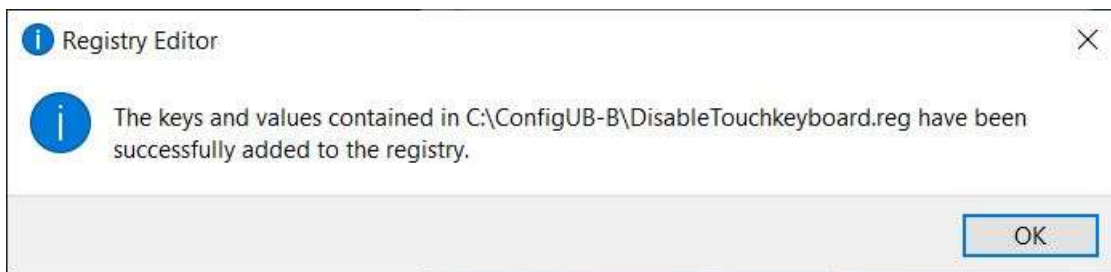 Registry Editor
The keys and values contained in C:\ConfigUB-B\DisableTouchkeyboard.reg have been
successfully added to the registry.
OK